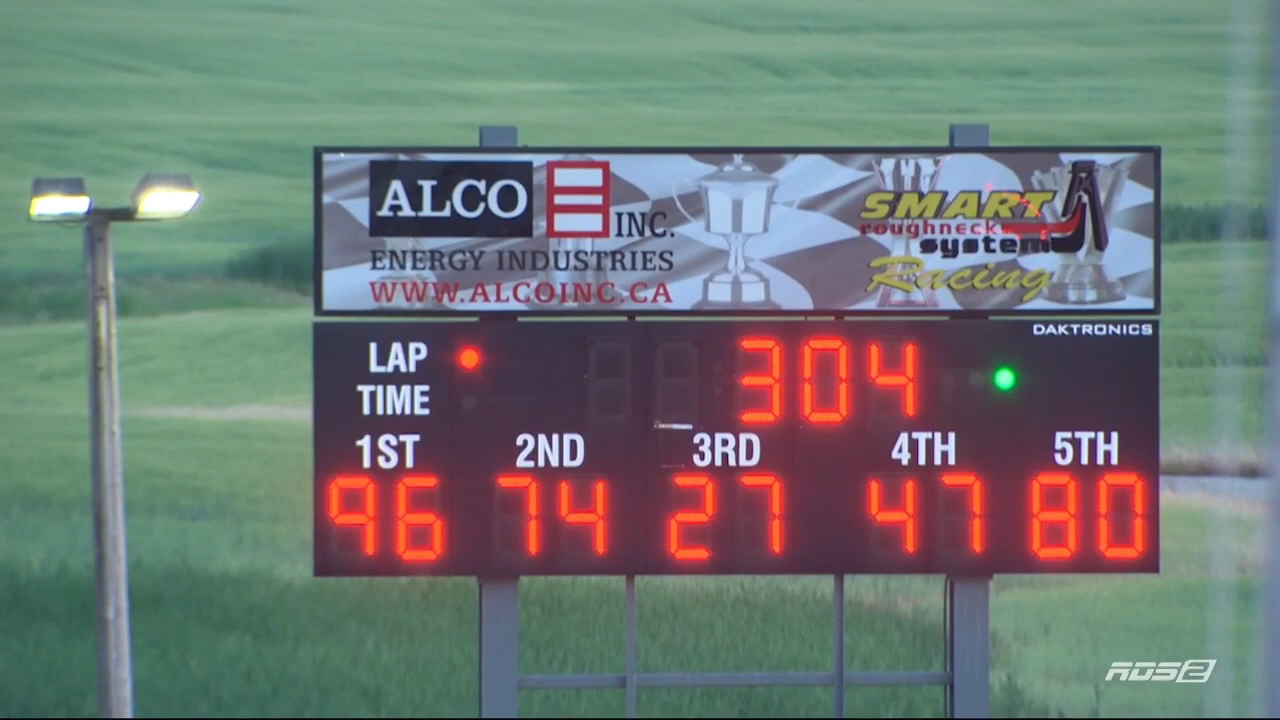 ALCO INC.
ENERGY INDUSTRIES
WWW.ALCOINC.CA
SMART
roughneck
system
Racing
DAKTRONICS
LAP
TIME
304
1ST 2ND 3RD 4TH 5TH
96 74 27 47 80
RDS2